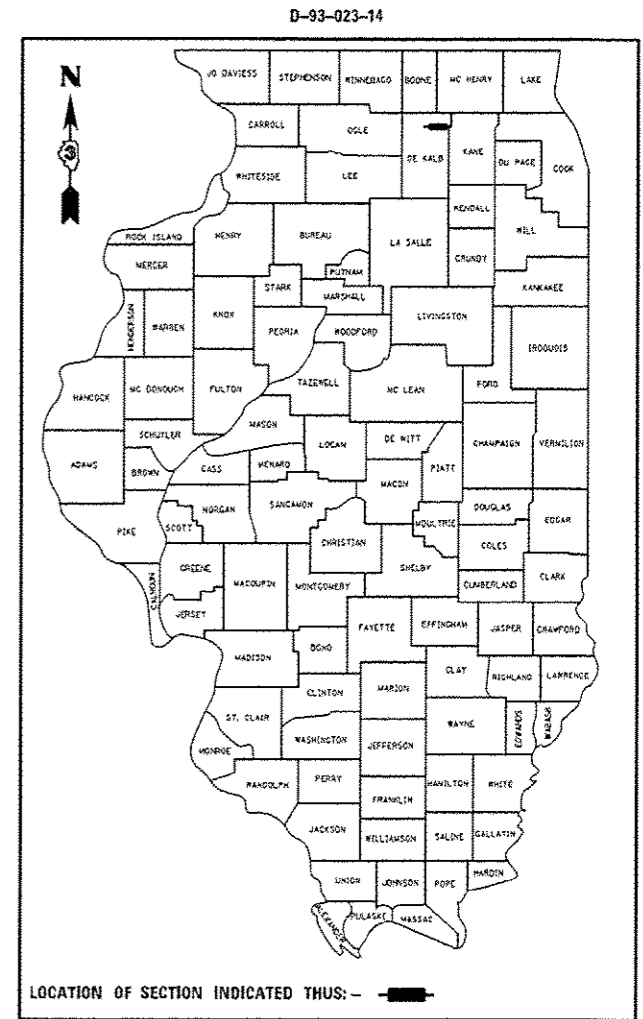 D-93-023-14
N
JO DAVIESS STEPHENSON WINNEBAGO BOONE MC HENRY LAKE
CARROLL OGLE
DE KALB KANE DU PAGE COOK
WHITESIDE LEE
KENDALL
ROCK ISLAND HENRY BUREAU LA SALLE GRUNDY WILL
MERCER PUTNAM KANKAKEE
STARK MARSHALL
HENDERSON WARREN KNOX PEORIA WOODFORD LIVINGSTON IROQUOIS
HANCOCK MC DONOUGH FULTON TAZEWELL MC LEAN FORD
MASON
SCHUYLER LOGAN DE WITT CHAMPAIGN VERMILION
ADAMS BROWN CASS MENARD MACON PIATT
MORGAN SANGAMON DOUGLAS EDGAR
PIKE SCOTT CHRISTIAN MOULTRIE COLES
GREENE MACOUPIN MONTGOMERY SHELBY CUMBERLAND CLARK
CALHOUN JERSEY
FAYETTE EFFINGHAM JASPER CRAWFORD
MADISON BOND
CLAY RICHLAND LAWRENCE
CLINTON MARION
ST. CLAIR WAYNE EDWARDS WABASH
WASHINGTON JEFFERSON
MONROE
RANDOLPH PERRY HAMILTON WHITE
FRANKLIN
JACKSON WILLIAMSON SALINE GALLATIN
UNION JOHNSON POPE HARDIN
ALEXANDER PULASKI MASSAC
LOCATION OF SECTION INDICATED THUS: -